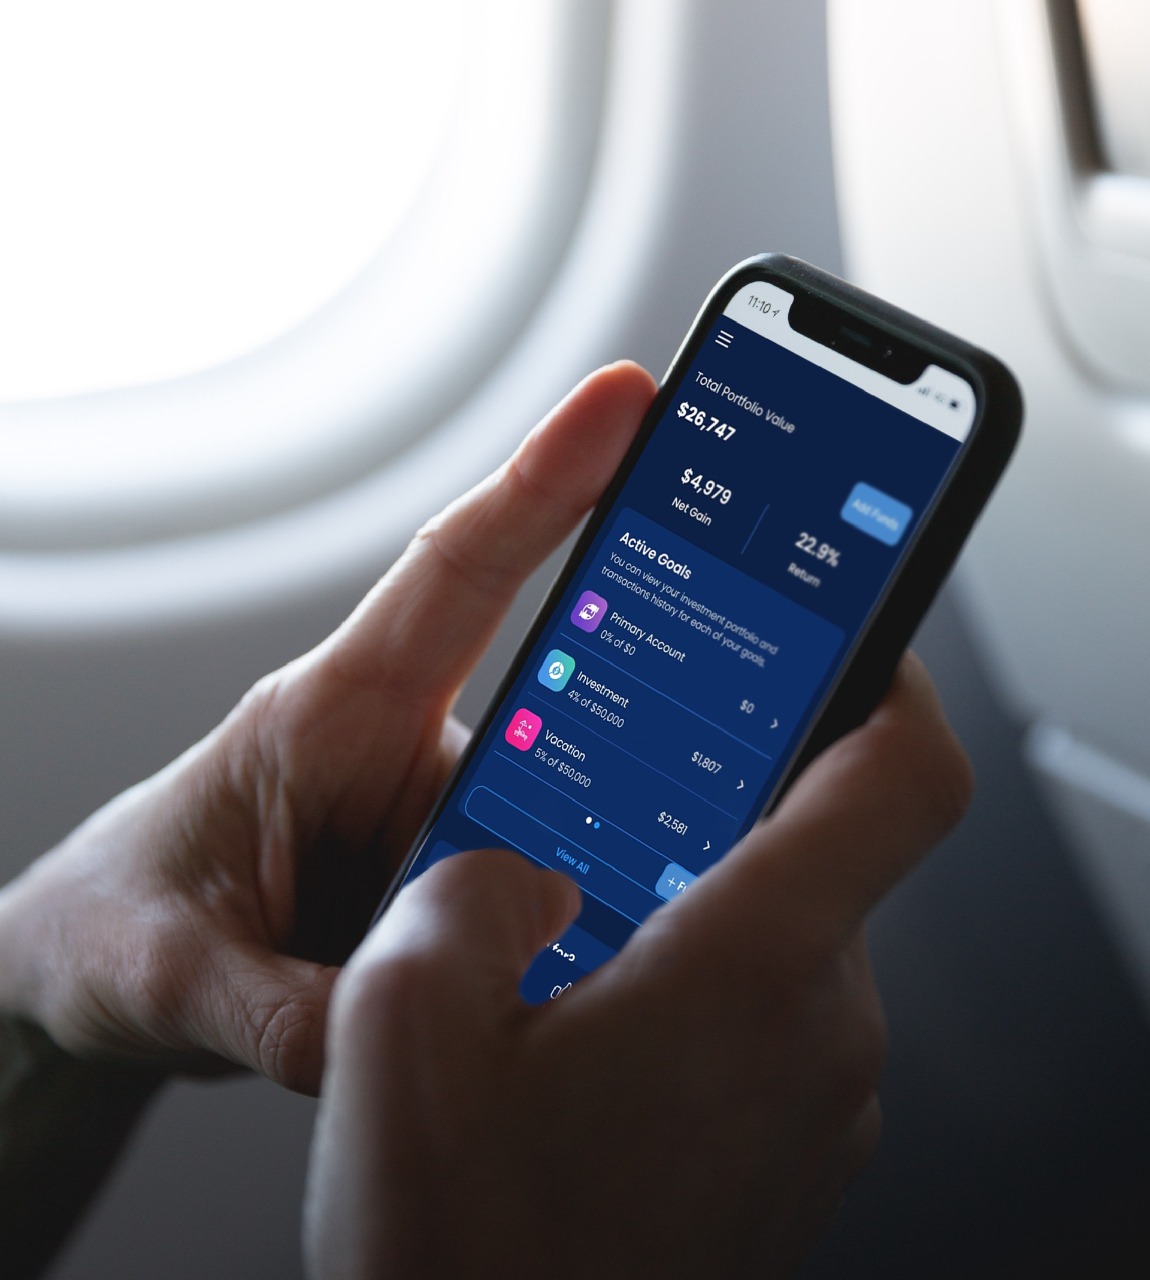 11:10
Total Portfolio Value
$26,747
Add Funds
$4,979
Net Gain
22.9%
Return
Active Goals
You can view your investment portfolio and
transactions history for each of your goals.
Primary Account
0% of $0
$0
Investment
4% of $50,000
$1,807
Vacation
5% of $50,000
$2,581
View All